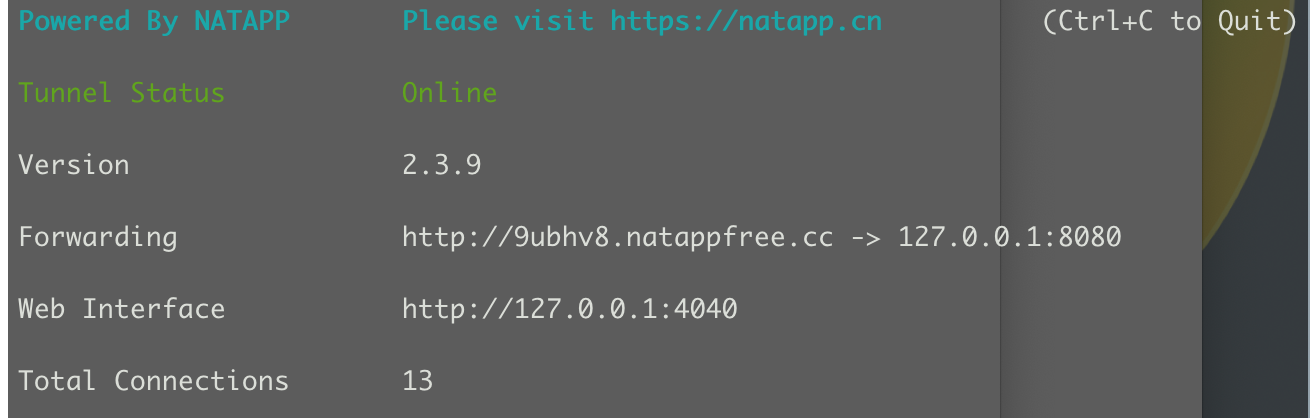 Powered By NATAPP Please visit https://natapp.cn (Ctrl+C to Quit)
Tunnel Status Online
Version 2.3.9
Forwarding http://9ubhv8.natappfree.cc -> 127.0.0.1:8080
Web Interface http://127.0.0.1:4040
Total Connections 13